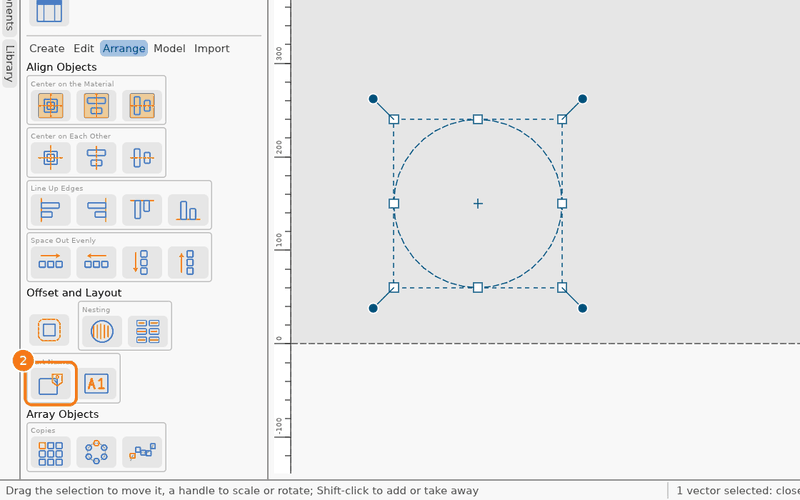 Library
Create Edit Arrange Model Import
Align Objects
Center on the Material
Center on Each Other
Line Up Edges
Space Out Evenly
Offset and Layout
Nesting
2
A1
Array Objects
Copies
300
200
100
0
-100
Drag the selection to move it, a handle to scale or rotate; Shift-click to add or take away
1 vector selected: